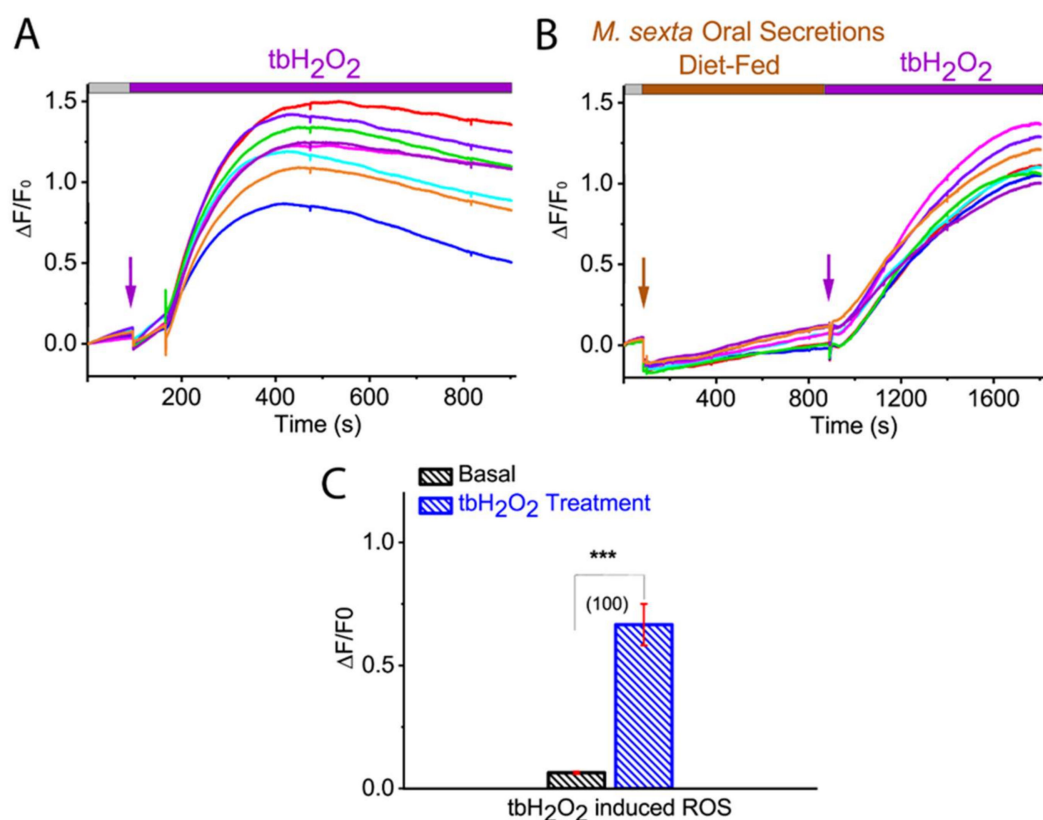 A
tbH₂O₂
1.5
1.0
0.5
0.0
ΔF/F₀
200 400 600 800
Time (s)
B
M. sexta Oral Secretions
Diet-Fed
tbH₂O₂
1.5
1.0
0.5
0.0
ΔF/F₀
400 800 1200 1600
Time (s)
C
Basal
tbH₂O₂ Treatment
1.0
0.5
0.0
ΔF/F0
***
(100)
tbH₂O₂ induced ROS